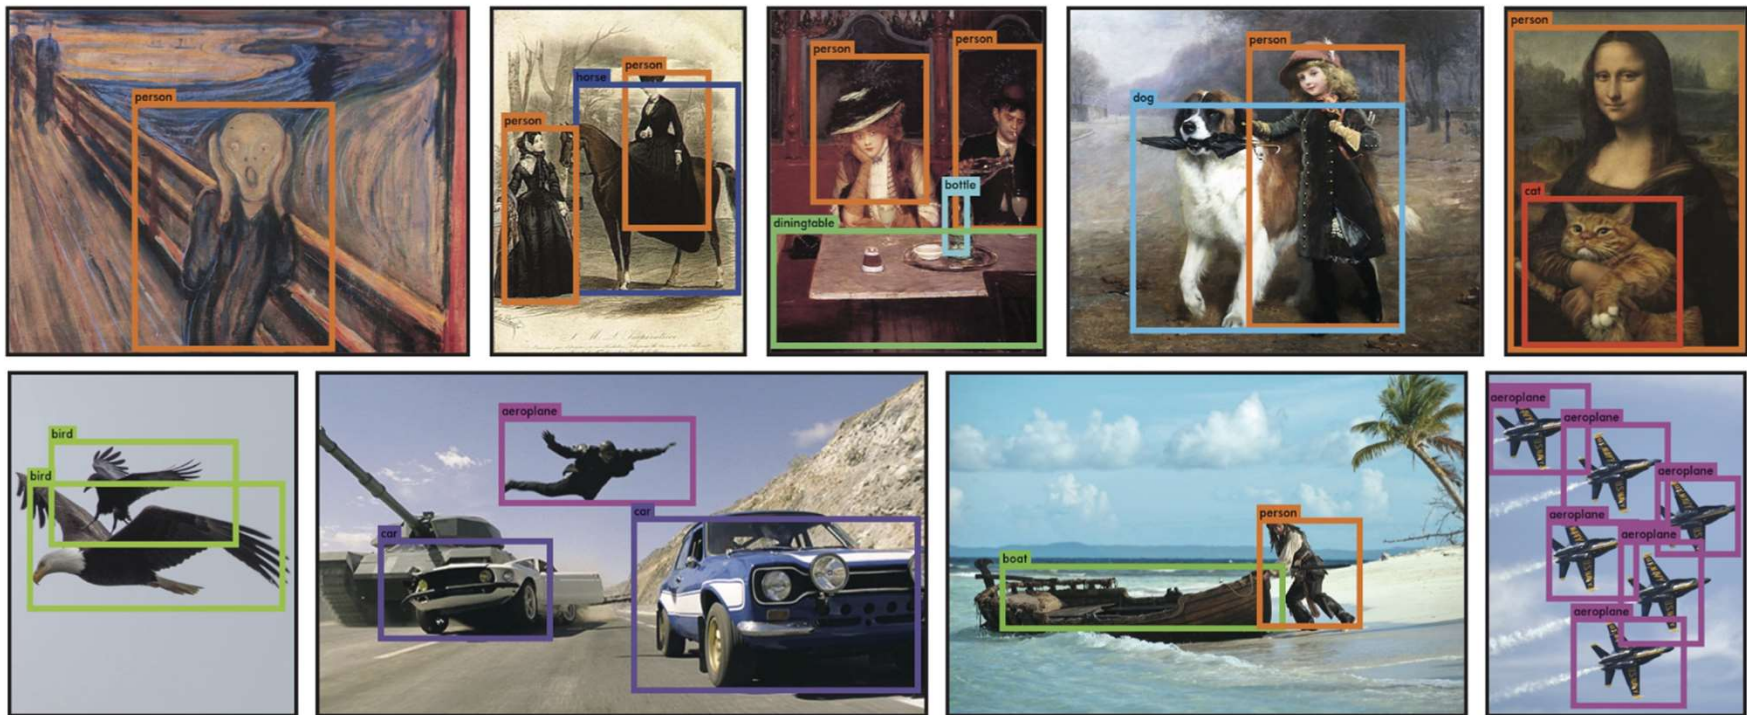 person
person
horse
person
person
person
bottle
diningtable
person
dog
person
cat
bird
bird
aeroplane
car
car
person
boat
aeroplane
aeroplane
aeroplane
aeroplane
aeroplane
aeroplane